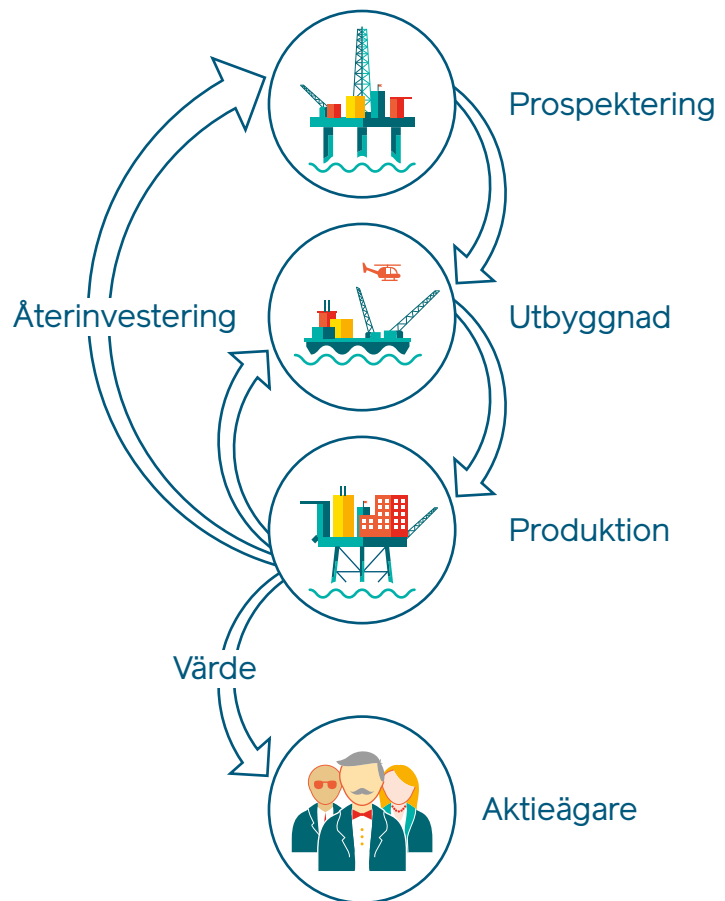 Prospektering
Återinvestering
Utbyggnad
Produktion
Värde
Aktieägare